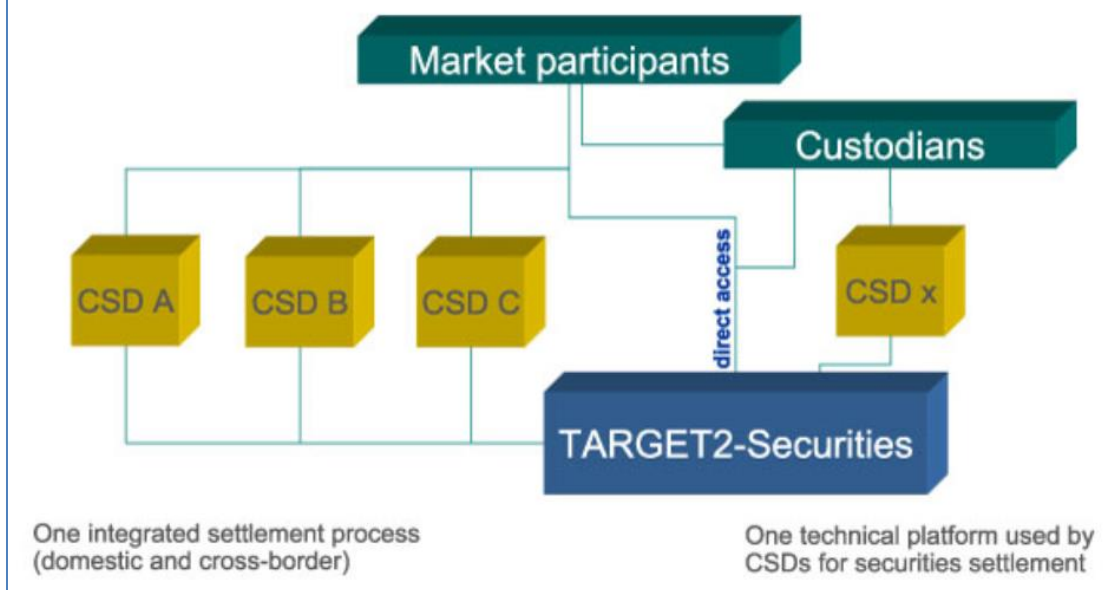 Market participants
Custodians
CSD A
CSD B
CSD C
direct access
CSD x
TARGET2-Securities
One integrated settlement process
(domestic and cross-border)
One technical platform used by
CSDs for securities settlement